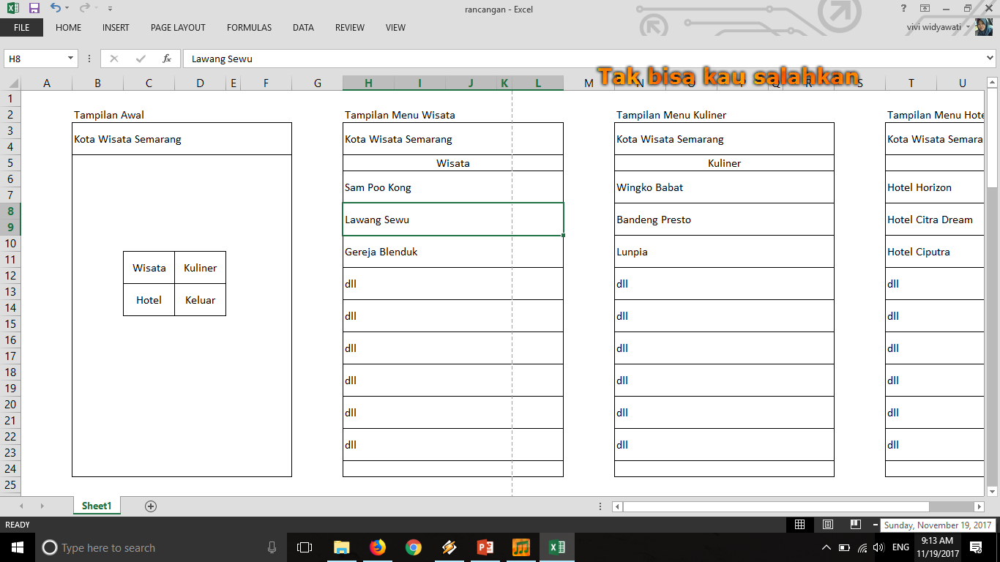 rancangan - Excel
FILE HOME INSERT PAGE LAYOUT FORMULAS DATA REVIEW VIEW vivi widyawati
H8 fx Lawang Sewu
Tak bisa kau salahkan
A B C D E F G H I J K L M N O Q R S T U
1
2 Tampilan Awal Tampilan Menu Wisata Tampilan Menu Kuliner Tampilan Menu Hote
3
Kota Wisata Semarang Kota Wisata Semarang Kota Wisata Semarang Kota Wisata Semara
4
5 Wisata Kuliner
6
Sam Poo Kong Wingko Babat Hotel Horizon
7
8
Lawang Sewu Bandeng Presto Hotel Citra Dream
9
10
Gereja Blenduk Lunpia Hotel Ciputra
11
Wisata Kuliner
12
dll dll dll
13
Hotel Keluar
14
dll dll dll
15
16
dll dll dll
17
18
dll dll dll
19
20
dll dll dll
21
22
dll dll dll
23
24
25
Sheet1
READY
Sunday, November 19, 2017
Type here to search
ENG
9:13 AM
11/19/2017